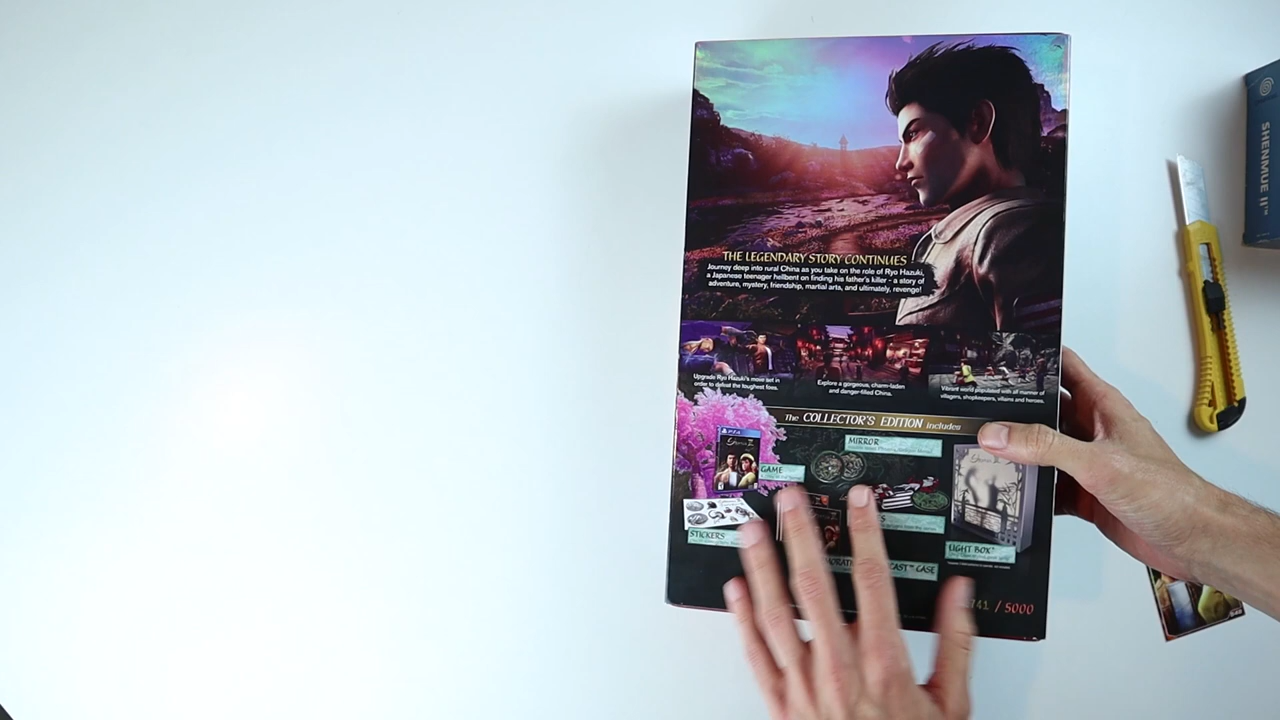 THE LEGENDARY STORY CONTINUES
Journey deep into rural China as you take on the role of Ryo Hazuki,
a Japanese teenager hellbent on finding his father's killer - a story of
adventure, mystery, friendship, martial arts, and ultimately, revenge!
Upgrade Ryo Hazuki's move set in
order to defeat the toughest foes.
Explore a gorgeous, charm-laden
and danger-filled China.
Vibrant world populated with all manner of
villagers, shopkeepers, villains and heroes.
The COLLECTOR'S EDITION includes
PS4
MIRROR
GAME
STICKERS
LIGHT BOX
CAST™ CASE
741 / 5000
SHENMUE II™